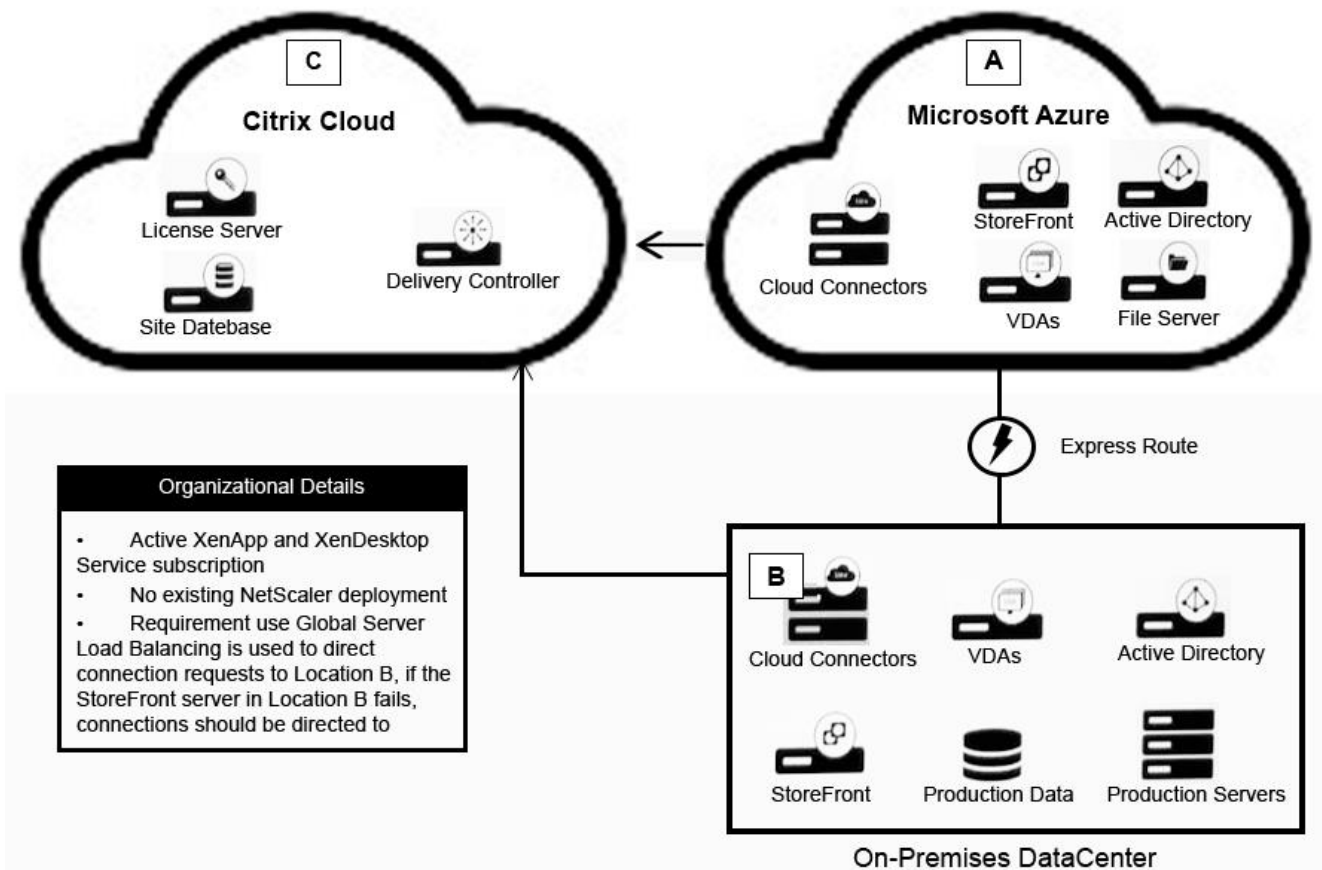 C
Citrix Cloud
License Server
Delivery Controller
Site Datebase
A
Microsoft Azure
StoreFront
Active Directory
Cloud Connectors
VDAs
File Server
Express Route
Organizational Details
• Active XenApp and XenDesktop
Service subscription
• No existing NetScaler deployment
• Requirement use Global Server
Load Balancing is used to direct
connection requests to Location B, if the
StoreFront server in Location B fails,
connections should be directed to
B
Cloud Connectors
VDAs
Active Directory
StoreFront
Production Data
Production Servers
On-Premises DataCenter